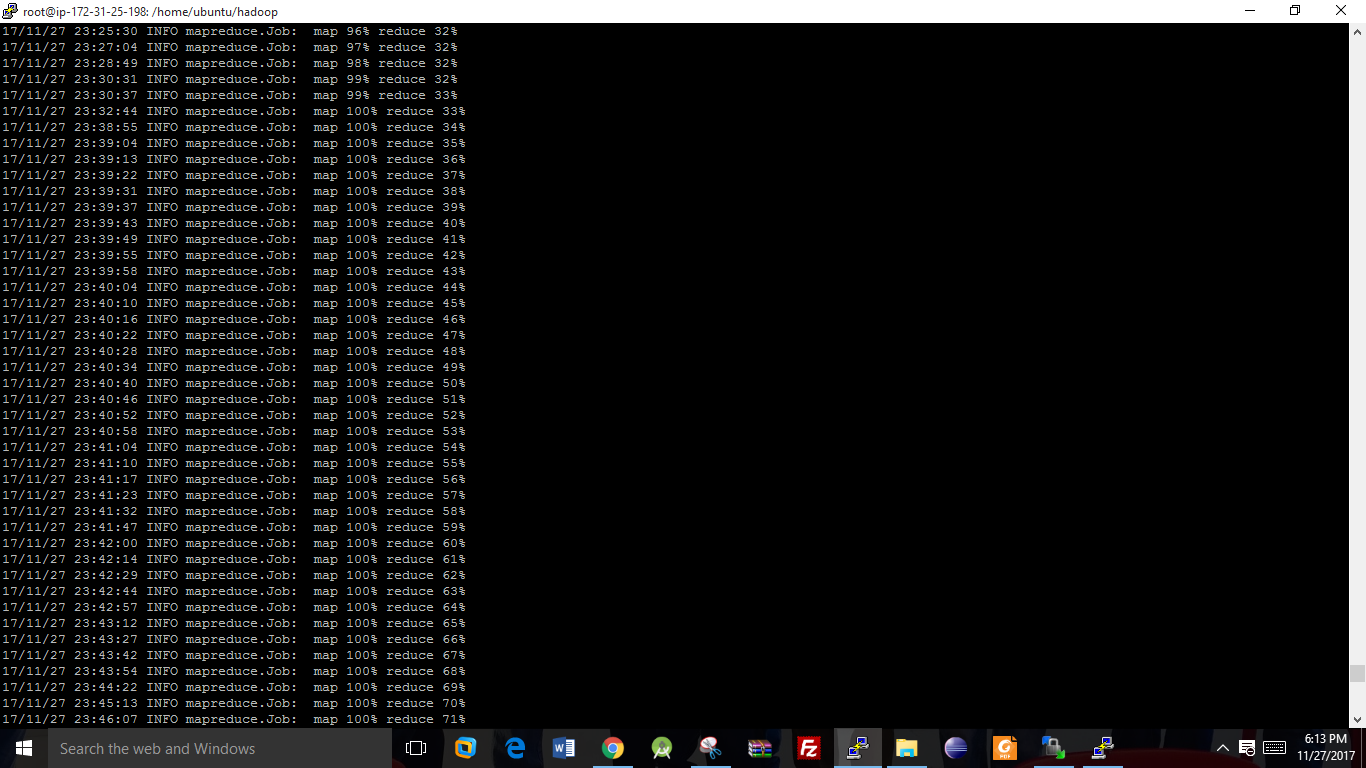 root@ip-172-31-25-198: /home/ubuntu/hadoop
17/11/27 23:25:30 INFO mapreduce.Job:  map 96% reduce 32%
17/11/27 23:27:04 INFO mapreduce.Job:  map 97% reduce 32%
17/11/27 23:28:49 INFO mapreduce.Job:  map 98% reduce 32%
17/11/27 23:30:31 INFO mapreduce.Job:  map 99% reduce 32%
17/11/27 23:30:37 INFO mapreduce.Job:  map 99% reduce 33%
17/11/27 23:32:44 INFO mapreduce.Job:  map 100% reduce 33%
17/11/27 23:38:55 INFO mapreduce.Job:  map 100% reduce 34%
17/11/27 23:39:04 INFO mapreduce.Job:  map 100% reduce 35%
17/11/27 23:39:13 INFO mapreduce.Job:  map 100% reduce 36%
17/11/27 23:39:22 INFO mapreduce.Job:  map 100% reduce 37%
17/11/27 23:39:31 INFO mapreduce.Job:  map 100% reduce 38%
17/11/27 23:39:37 INFO mapreduce.Job:  map 100% reduce 39%
17/11/27 23:39:43 INFO mapreduce.Job:  map 100% reduce 40%
17/11/27 23:39:49 INFO mapreduce.Job:  map 100% reduce 41%
17/11/27 23:39:55 INFO mapreduce.Job:  map 100% reduce 42%
17/11/27 23:39:58 INFO mapreduce.Job:  map 100% reduce 43%
17/11/27 23:40:04 INFO mapreduce.Job:  map 100% reduce 44%
17/11/27 23:40:10 INFO mapreduce.Job:  map 100% reduce 45%
17/11/27 23:40:16 INFO mapreduce.Job:  map 100% reduce 46%
17/11/27 23:40:22 INFO mapreduce.Job:  map 100% reduce 47%
17/11/27 23:40:28 INFO mapreduce.Job:  map 100% reduce 48%
17/11/27 23:40:34 INFO mapreduce.Job:  map 100% reduce 49%
17/11/27 23:40:40 INFO mapreduce.Job:  map 100% reduce 50%
17/11/27 23:40:46 INFO mapreduce.Job:  map 100% reduce 51%
17/11/27 23:40:52 INFO mapreduce.Job:  map 100% reduce 52%
17/11/27 23:40:58 INFO mapreduce.Job:  map 100% reduce 53%
17/11/27 23:41:04 INFO mapreduce.Job:  map 100% reduce 54%
17/11/27 23:41:10 INFO mapreduce.Job:  map 100% reduce 55%
17/11/27 23:41:17 INFO mapreduce.Job:  map 100% reduce 56%
17/11/27 23:41:23 INFO mapreduce.Job:  map 100% reduce 57%
17/11/27 23:41:32 INFO mapreduce.Job:  map 100% reduce 58%
17/11/27 23:41:47 INFO mapreduce.Job:  map 100% reduce 59%
17/11/27 23:42:00 INFO mapreduce.Job:  map 100% reduce 60%
17/11/27 23:42:14 INFO mapreduce.Job:  map 100% reduce 61%
17/11/27 23:42:29 INFO mapreduce.Job:  map 100% reduce 62%
17/11/27 23:42:44 INFO mapreduce.Job:  map 100% reduce 63%
17/11/27 23:42:57 INFO mapreduce.Job:  map 100% reduce 64%
17/11/27 23:43:12 INFO mapreduce.Job:  map 100% reduce 65%
17/11/27 23:43:27 INFO mapreduce.Job:  map 100% reduce 66%
17/11/27 23:43:42 INFO mapreduce.Job:  map 100% reduce 67%
17/11/27 23:43:54 INFO mapreduce.Job:  map 100% reduce 68%
17/11/27 23:44:22 INFO mapreduce.Job:  map 100% reduce 69%
17/11/27 23:45:13 INFO mapreduce.Job:  map 100% reduce 70%
17/11/27 23:46:07 INFO mapreduce.Job:  map 100% reduce 71%
Search the web and Windows
6:13 PM
11/27/2017